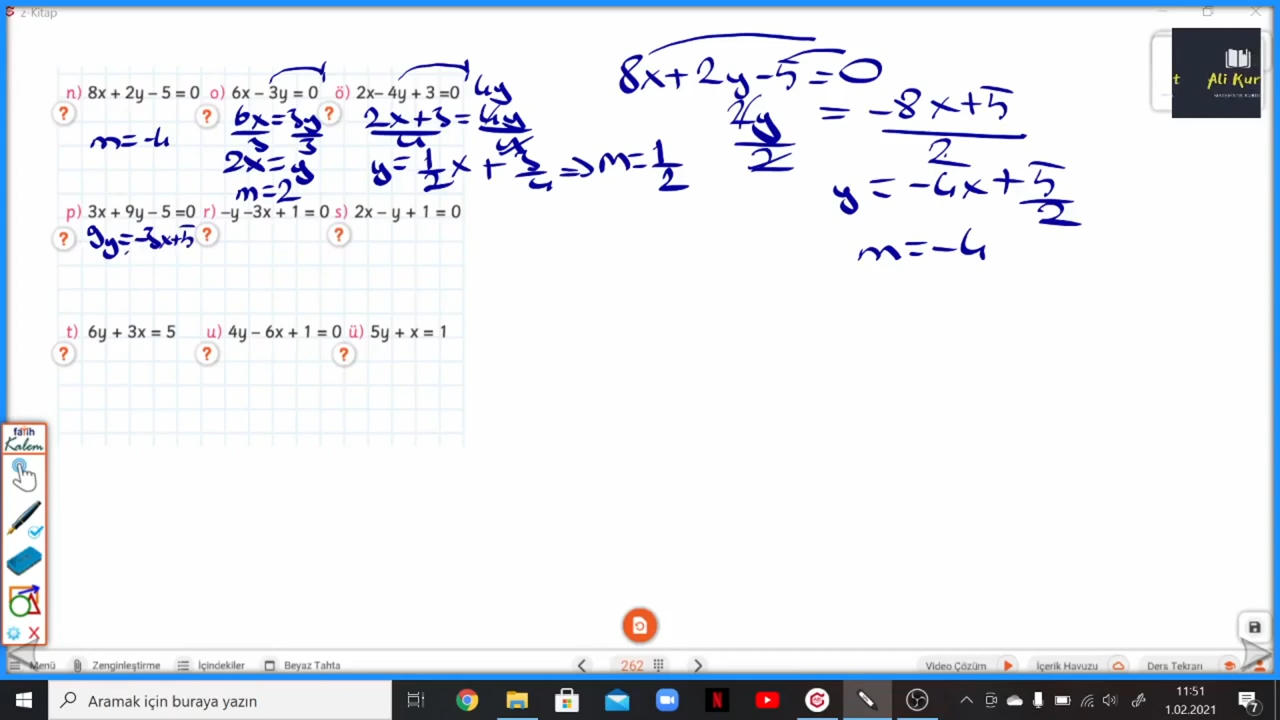 z-Kitap
Ali Kur
n) 8x + 2y – 5 = 0 o) 6x – 3y = 0 ö) 2x– 4y + 3 =0 4y
? m=-4
? 6x = 3y
3 3
2x = y
m=2
? 2x+3 = 4y
4 4
y = 1/2 x + 3/4 => m = 1/2
8x+2y-5=0
2y = -8x+5
2 2
y = -4x + 5/2
m=-4
p) 3x + 9y – 5 =0 r) –y –3x + 1 = 0 s) 2x – y + 1 = 0
? 9y=-3x+5 ? ?
t) 6y + 3x = 5 u) 4y – 6x + 1 = 0 ü) 5y + x = 1
? ? ?
fatih
Kalem
Menü Zenginleştirme İçindekiler Beyaz Tahta 262 Video Çözüm İçerik Havuzu Ders Tekrarı
Aramak için buraya yazın
11:51
1.02.2021
7